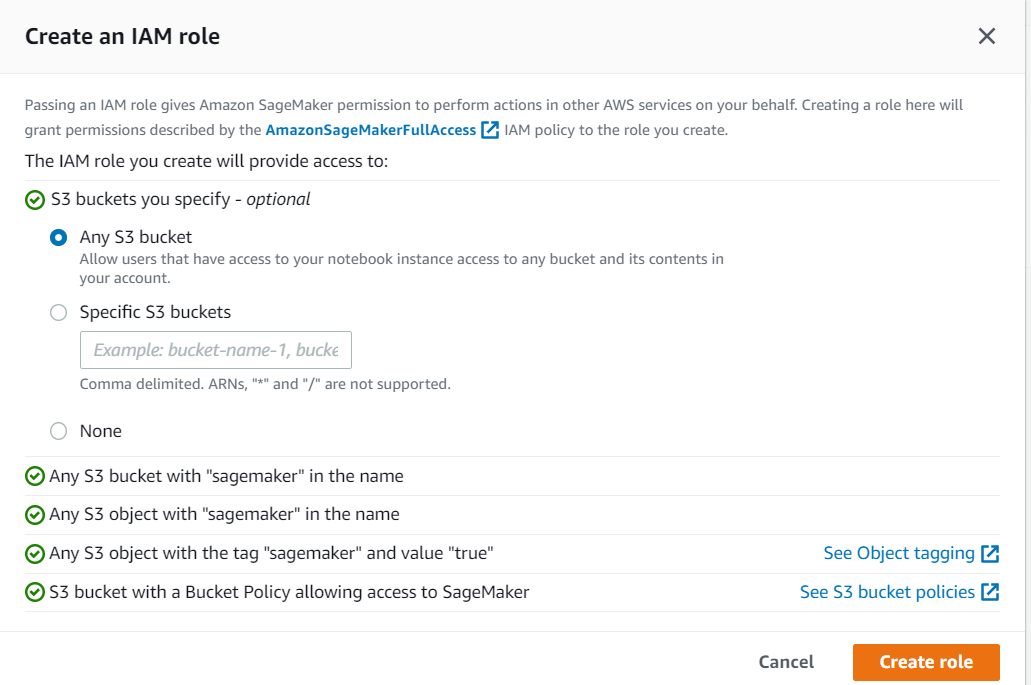 Create an IAM role
Passing an IAM role gives Amazon SageMaker permission to perform actions in other AWS services on your behalf. Creating a role here will
grant permissions described by the AmazonSageMakerFullAccess IAM policy to the role you create.
The IAM role you create will provide access to:
S3 buckets you specify - optional
Any S3 bucket
Allow users that have access to your notebook instance access to any bucket and its contents in
your account.
Specific S3 buckets
Example: bucket-name-1, bucke
Comma delimited. ARNs, "*" and "/" are not supported.
None
Any S3 bucket with "sagemaker" in the name
Any S3 object with "sagemaker" in the name
Any S3 object with the tag "sagemaker" and value "true" See Object tagging
S3 bucket with a Bucket Policy allowing access to SageMaker See S3 bucket policies
Cancel Create role